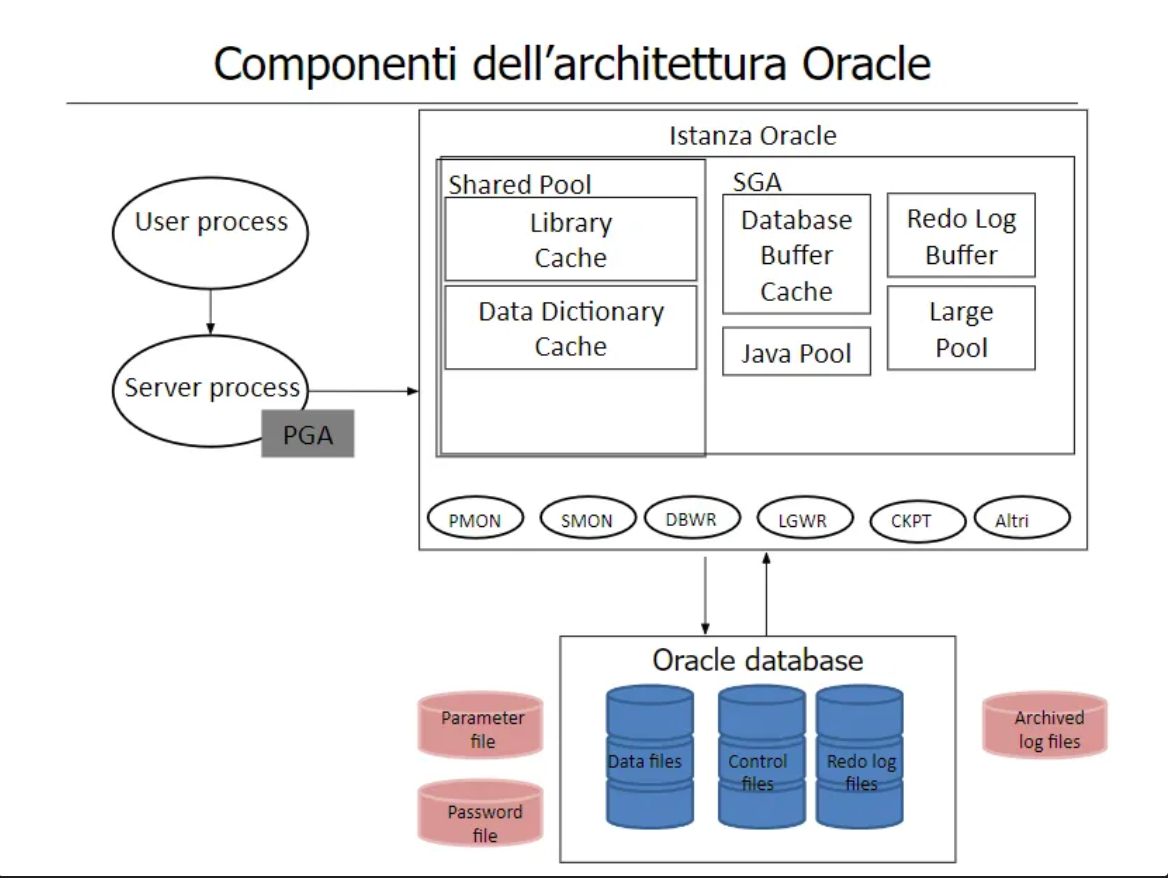 Componenti dell’architettura Oracle
Istanza Oracle
User process
Server process
PGA
Shared Pool
Library
Cache
Data Dictionary
Cache
SGA
Database
Buffer
Cache
Java Pool
Redo Log
Buffer
Large
Pool
PMON
SMON
DBWR
LGWR
CKPT
Altri
Oracle database
Parameter
file
Password
file
Data files
Control
files
Redo log
files
Archived
log files